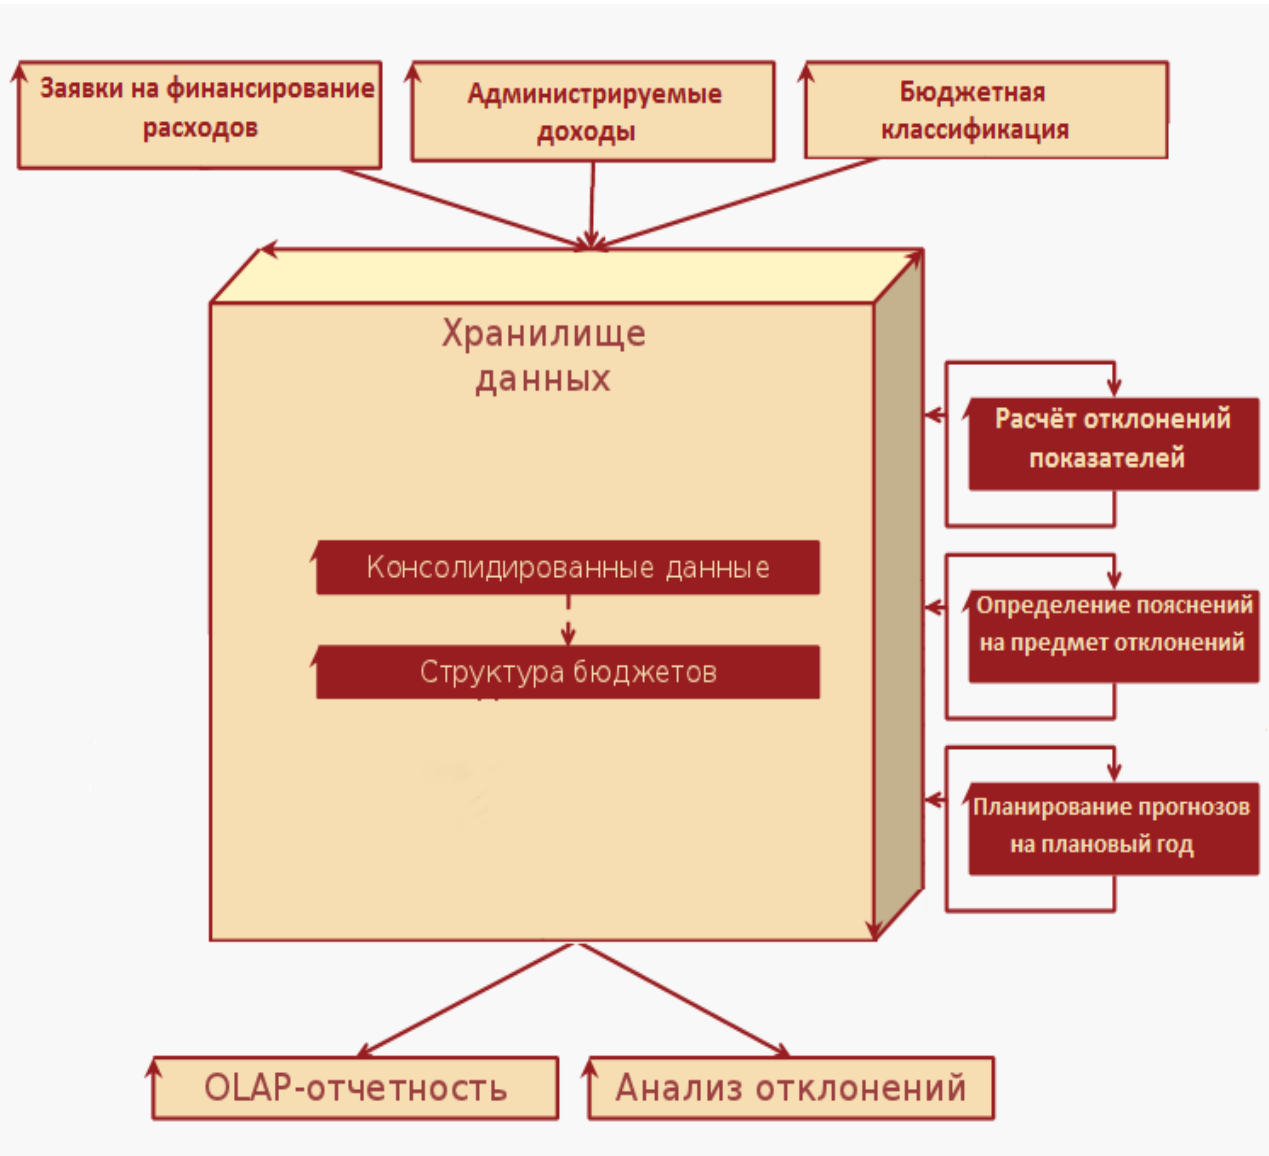 Заявки на финансирование
расходов
Администрируемые
доходы
Бюджетная
классификация
Хранилище
данных
Консолидированные данные
Структура бюджетов
Расчёт отклонений
показателей
Определение пояснений
на предмет отклонений
Планирование прогнозов
на плановый год
OLAP-отчетность
Анализ отклонений